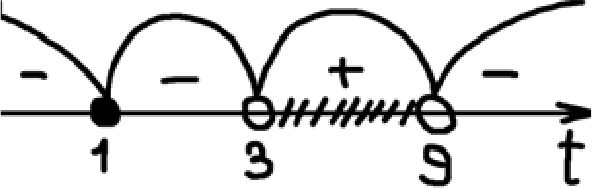 - - + -
1 3 9 t